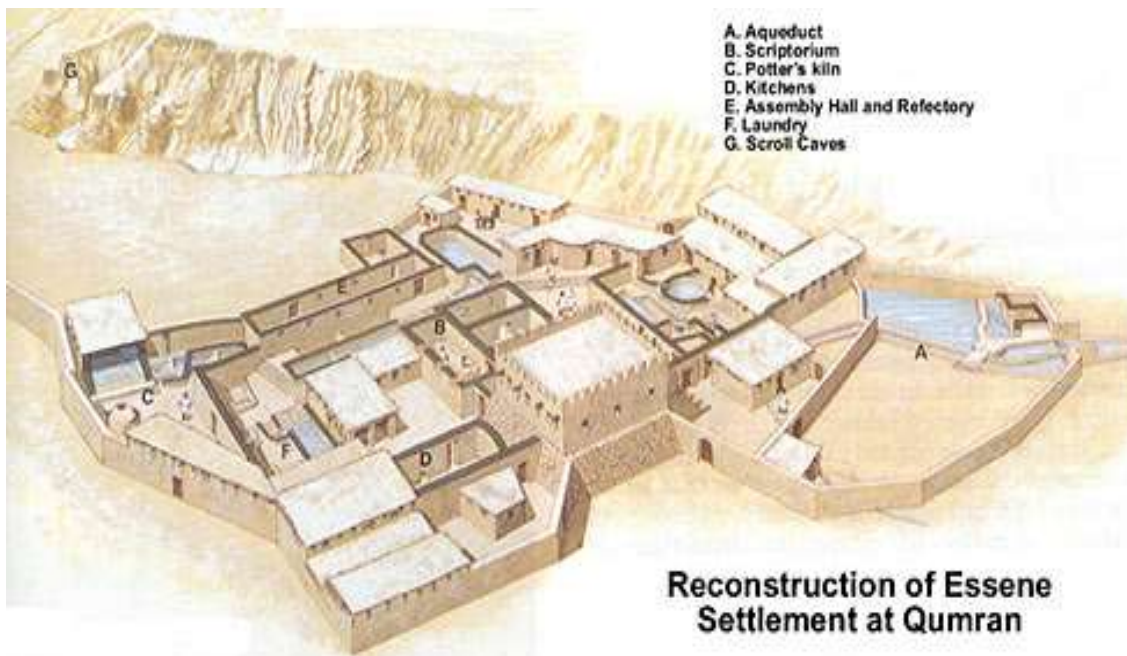 A. Aqueduct
B. Scriptorium
C. Potter's kiln
D. Kitchens
E. Assembly Hall and Refectory
F. Laundry
G. Scroll Caves
G
E
B
A
C
F
D
Reconstruction of Essene
Settlement at Qumran